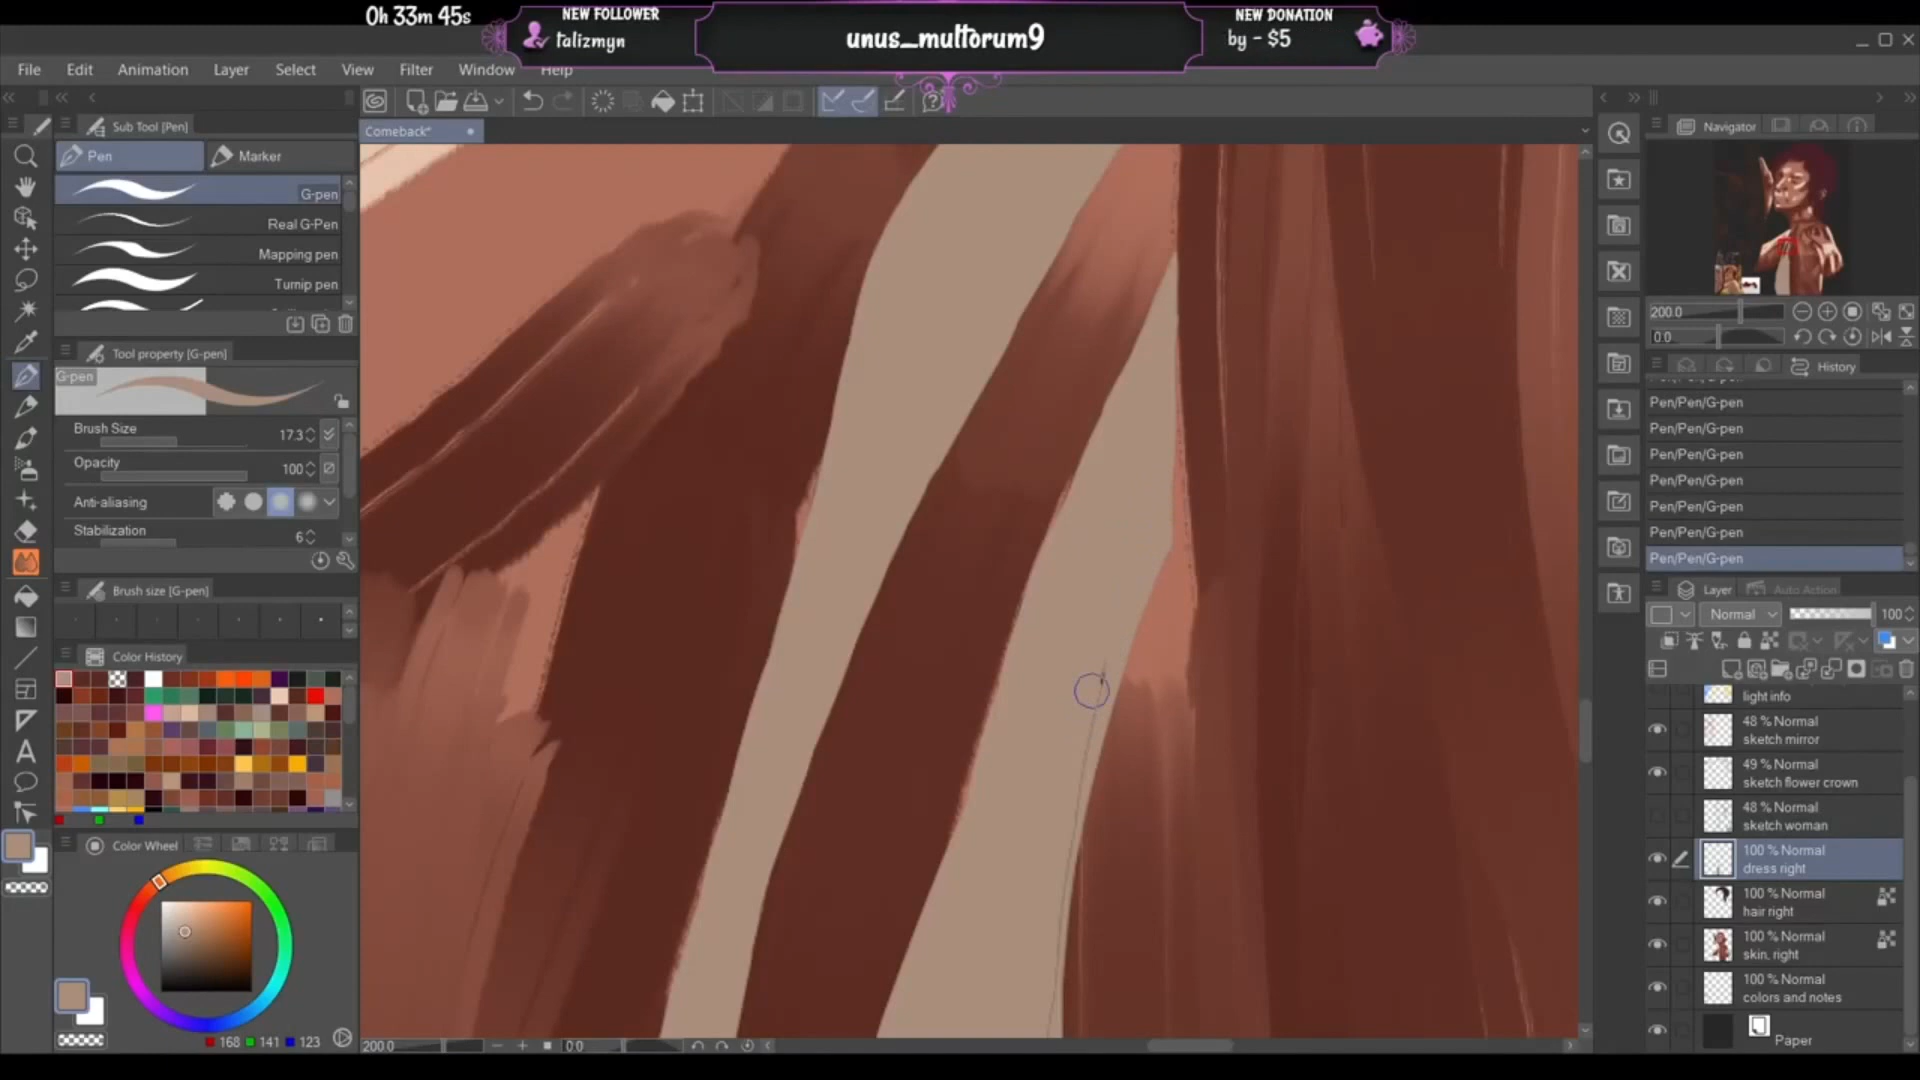 0h 33m 45s
NEW FOLLOWER
talizmyn
unus_multorum9
NEW DONATION
by - $5
File Edit Animation Layer Select View Filter Window Help
Sub Tool [Pen]
Pen Marker
G-pen
Real G-Pen
Mapping pen
Turnip pen
Tool property [G-pen]
G-pen
Brush Size 17.3
Opacity 100
Anti-aliasing
Stabilization 6
Brush size [G-pen]
Color History
Color Wheel
168 141 123
Comeback*
200.0 0.0
Navigator
200.0
0.0
History
Pen/Pen/G-pen
Pen/Pen/G-pen
Pen/Pen/G-pen
Pen/Pen/G-pen
Pen/Pen/G-pen
Pen/Pen/G-pen
Pen/Pen/G-pen
Layer Auto Action
Normal 100
light info
48 % Normal
sketch mirror
49 % Normal
sketch flower crown
48 % Normal
sketch woman
100 % Normal
dress right
100 % Normal
hair right
100 % Normal
skin, right
100 % Normal
colors and notes
Paper